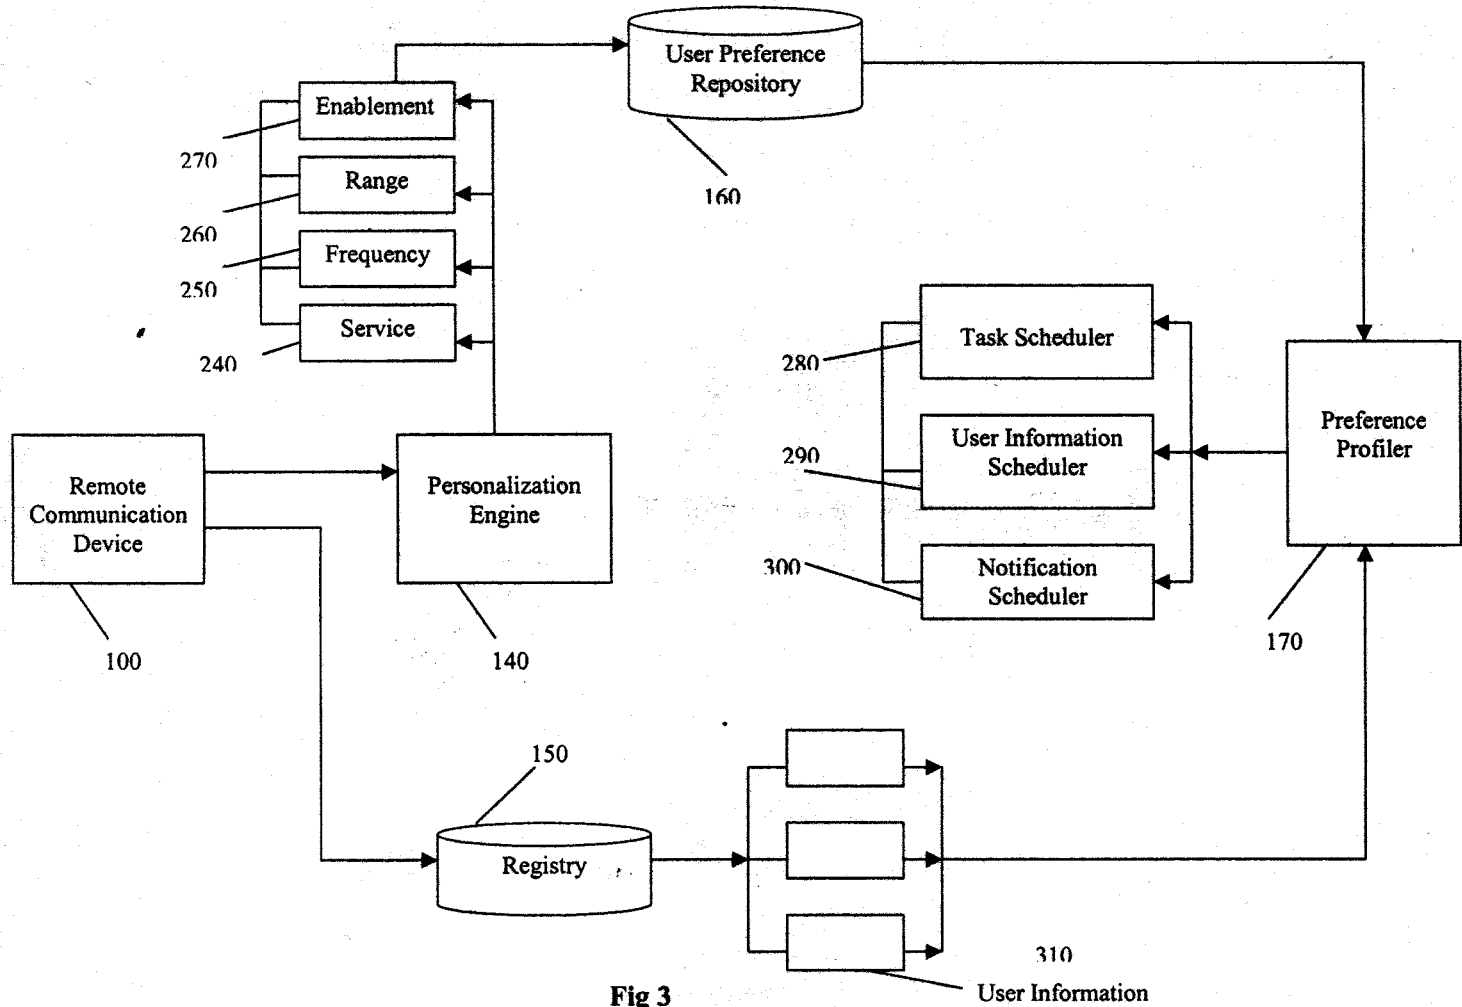 User Preference
Repository
160
Enablement
270
Range
260
Frequency
250
Service
240
Task Scheduler
280
User Information
Scheduler
290
Notification
Scheduler
300
Preference
Profiler
170
Remote
Communication
Device
100
Personalization
Engine
140
150
Registry
310
User Information
Fig 3